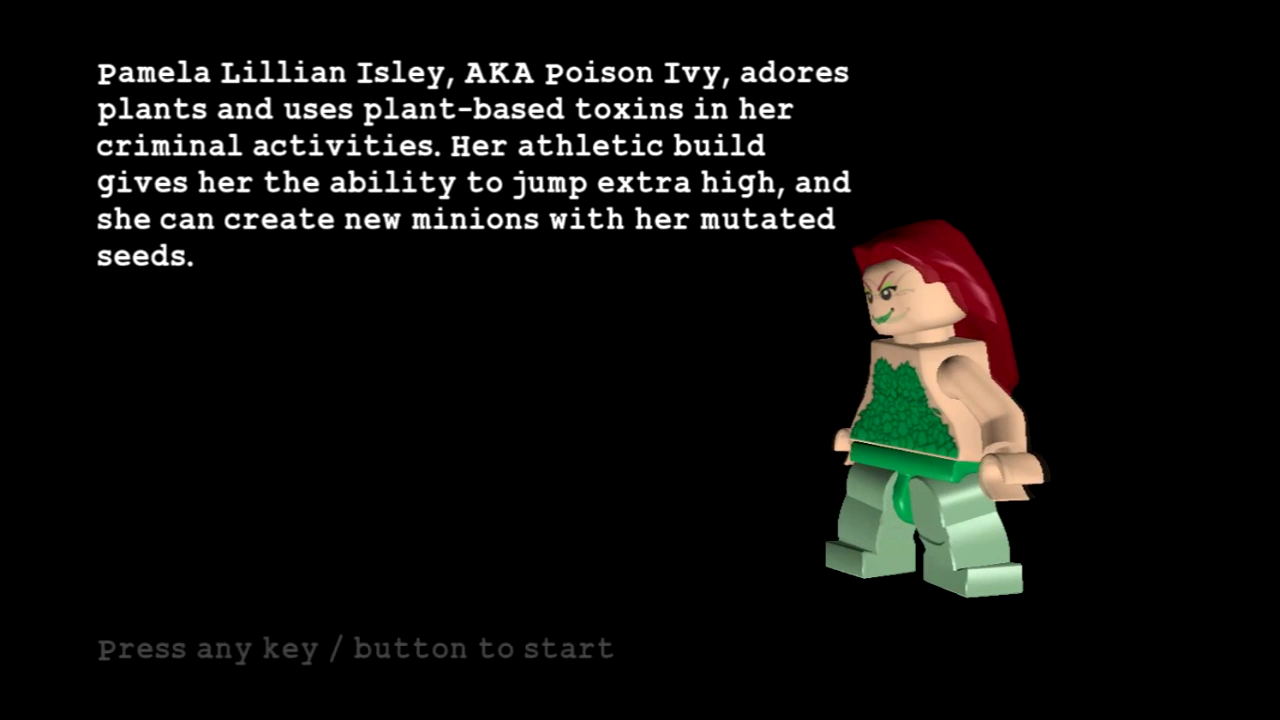 Pamela Lillian Isley, AKA Poison Ivy, adores
plants and uses plant-based toxins in her
criminal activities. Her athletic build
gives her the ability to jump extra high, and
she can create new minions with her mutated
seeds.
Press any key / button to start